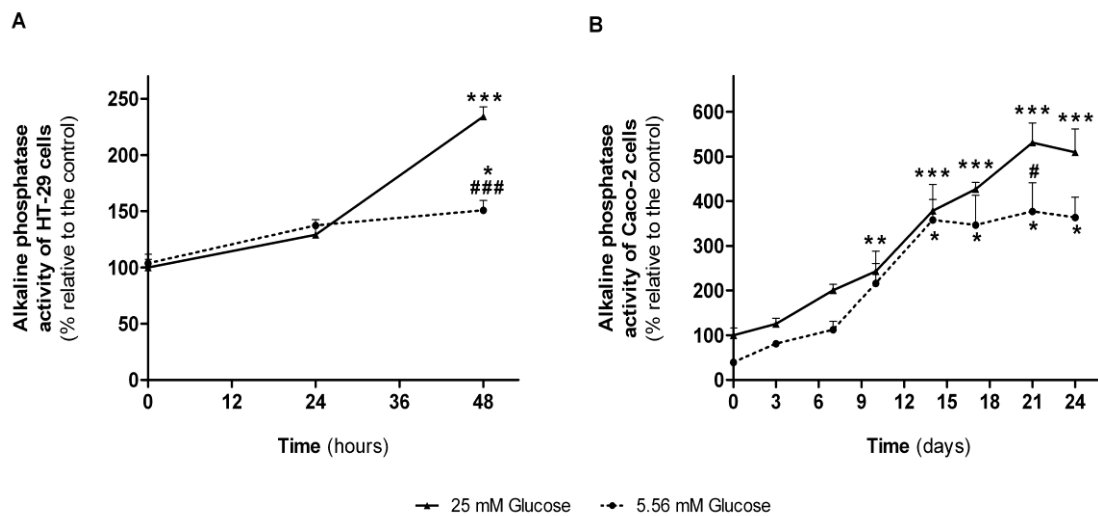 A
Alkaline phosphatase
activity of HT-29 cells
(% relative to the control)
250
200
150
100
50
0
***
*
###
0 12 24 36 48
Time (hours)
B
Alkaline phosphatase
activity of Caco-2 cells
(% relative to the control)
600
500
400
300
200
100
0
**
***
***
***
***
#
*
*
*
*
0 3 6 9 12 14 18 21 24
Time (days)
25 mM Glucose 5.56 mM Glucose